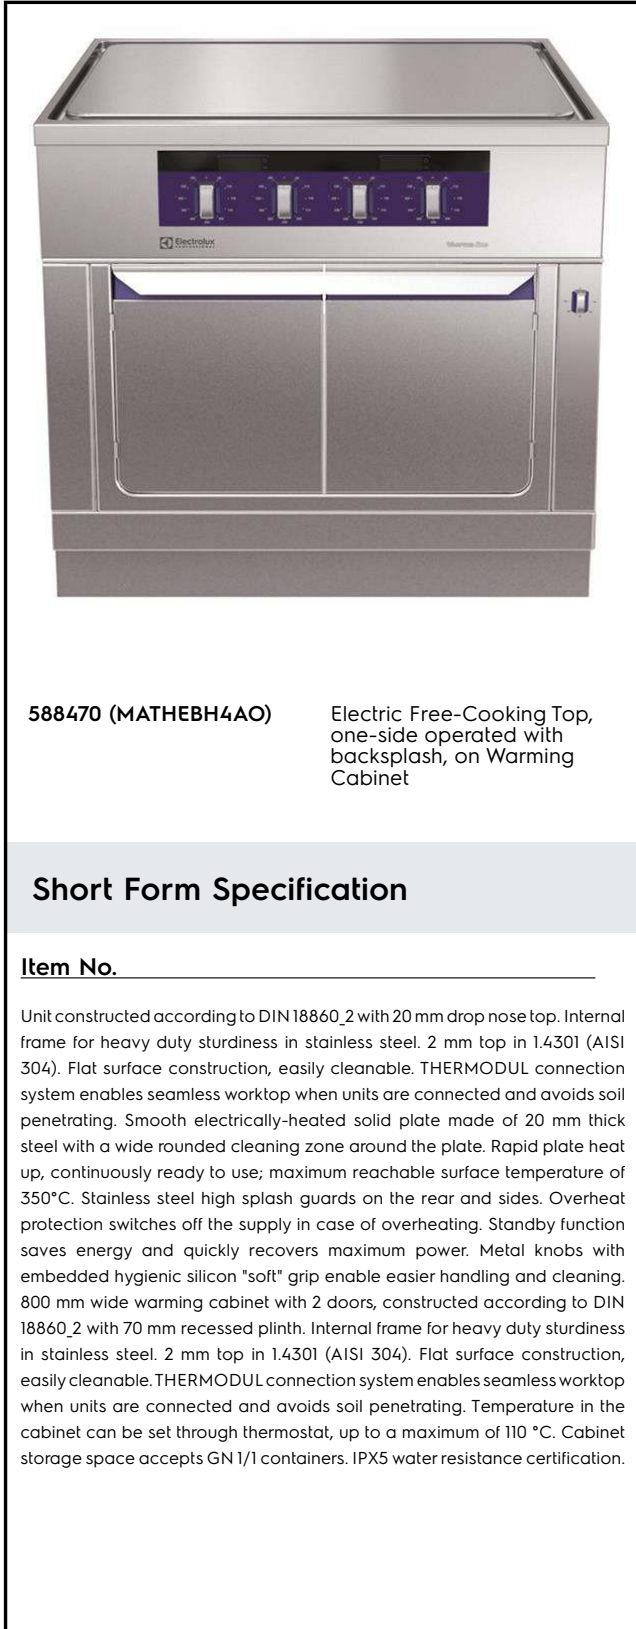 Electrolux
PROFESSIONAL
588470 (MATHEBH4AO)
Electric Free-Cooking Top,
one-side operated with
backsplash, on Warming
Cabinet
Short Form Specification
Item No.
Unit constructed according to DIN 18860_2 with 20 mm drop nose top. Internal
frame for heavy duty sturdiness in stainless steel. 2 mm top in 1.4301 (AISI
304). Flat surface construction, easily cleanable. THERMODUL connection
system enables seamless worktop when units are connected and avoids soil
penetrating. Smooth electrically-heated solid plate made of 20 mm thick
steel with a wide rounded cleaning zone around the plate. Rapid plate heat
up, continuously ready to use; maximum reachable surface temperature of
350°C. Stainless steel high splash guards on the rear and sides. Overheat
protection switches off the supply in case of overheating. Standby function
saves energy and quickly recovers maximum power. Metal knobs with
embedded hygienic silicon "soft" grip enable easier handling and cleaning.
800 mm wide warming cabinet with 2 doors, constructed according to DIN
18860_2 with 70 mm recessed plinth. Internal frame for heavy duty sturdiness
in stainless steel. 2 mm top in 1.4301 (AISI 304). Flat surface construction,
easily cleanable. THERMODUL connection system enables seamless worktop
when units are connected and avoids soil penetrating. Temperature in the
cabinet can be set through thermostat, up to a maximum of 110 °C. Cabinet
storage space accepts GN 1/1 containers. IPX5 water resistance certification.